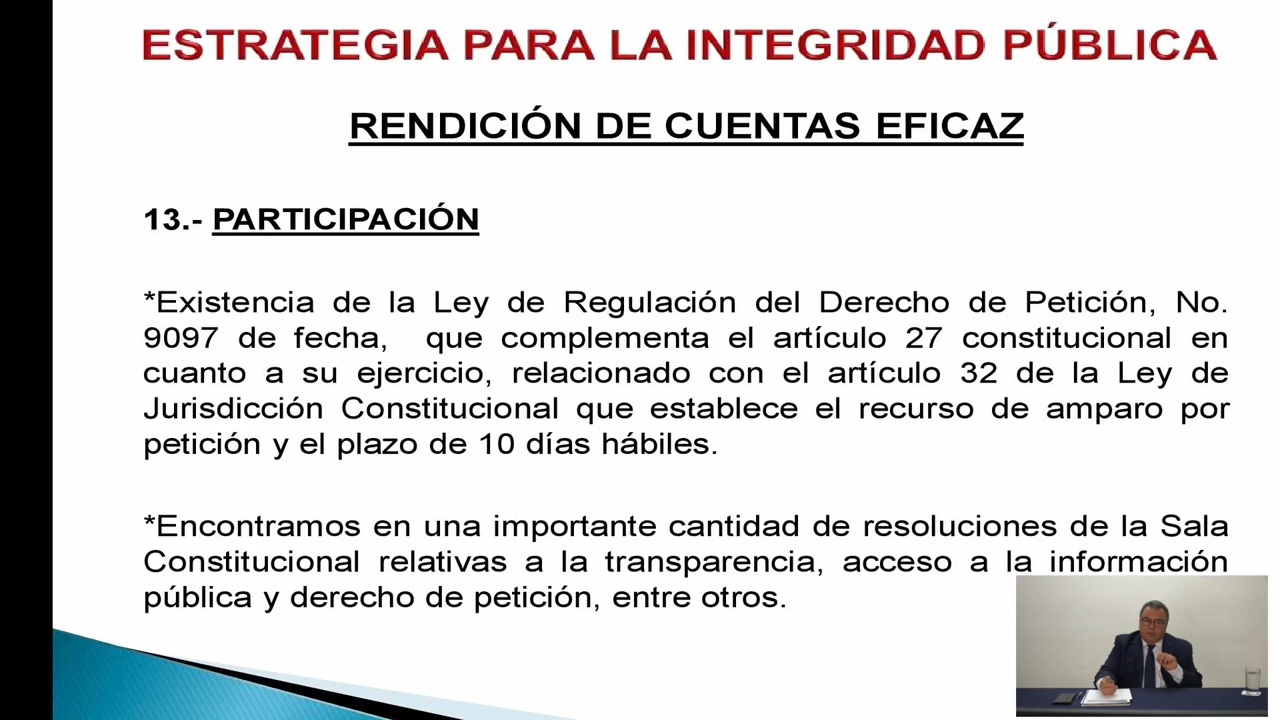 ESTRATEGIA PARA LA INTEGRIDAD PÚBLICA
RENDICIÓN DE CUENTAS EFICAZ
13.- PARTICIPACIÓN
*Existencia de la Ley de Regulación del Derecho de Petición, No.
9097 de fecha, que complementa el artículo 27 constitucional en
cuanto a su ejercicio, relacionado con el artículo 32 de la Ley de
Jurisdicción Constitucional que establece el recurso de amparo por
petición y el plazo de 10 días hábiles.
*Encontramos en una importante cantidad de resoluciones de la Sala
Constitucional relativas a la transparencia, acceso a la información
pública y derecho de petición, entre otros.